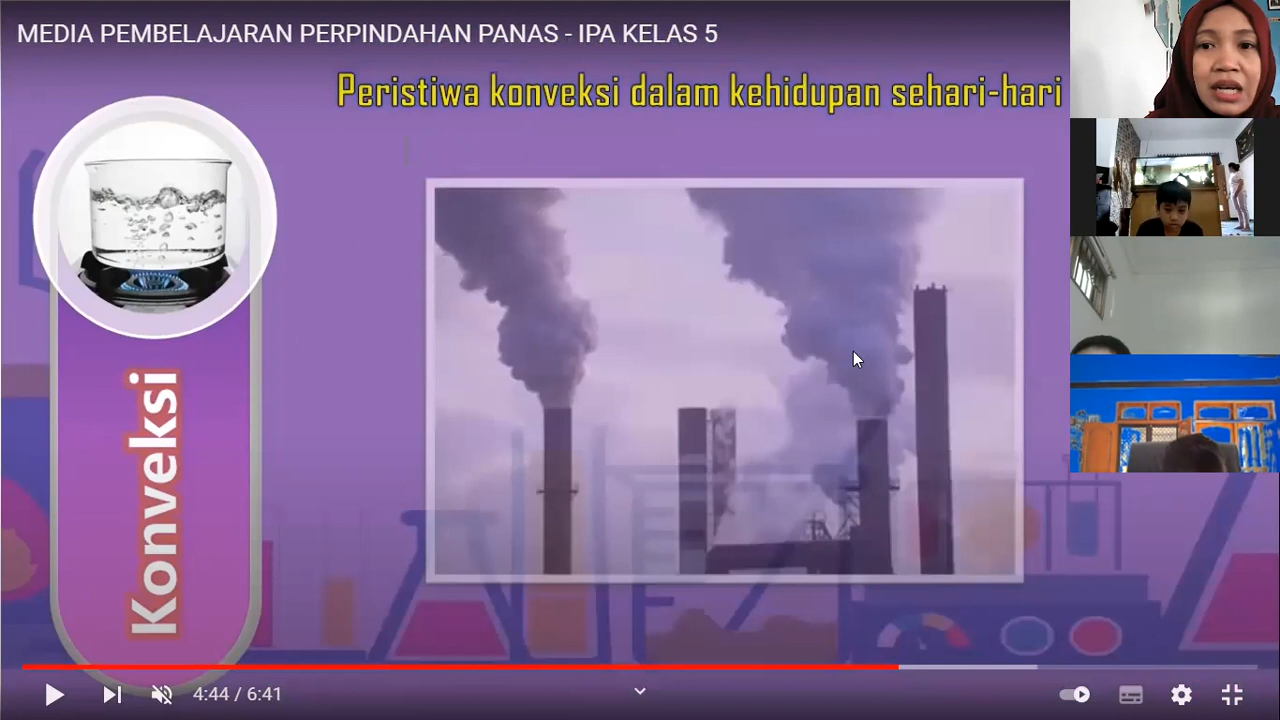 MEDIA PEMBELAJARAN PERPINDAHAN PANAS - IPA KELAS 5
Peristiwa konveksi dalam kehidupan sehari-hari
Konveksi
4:44 / 6:41